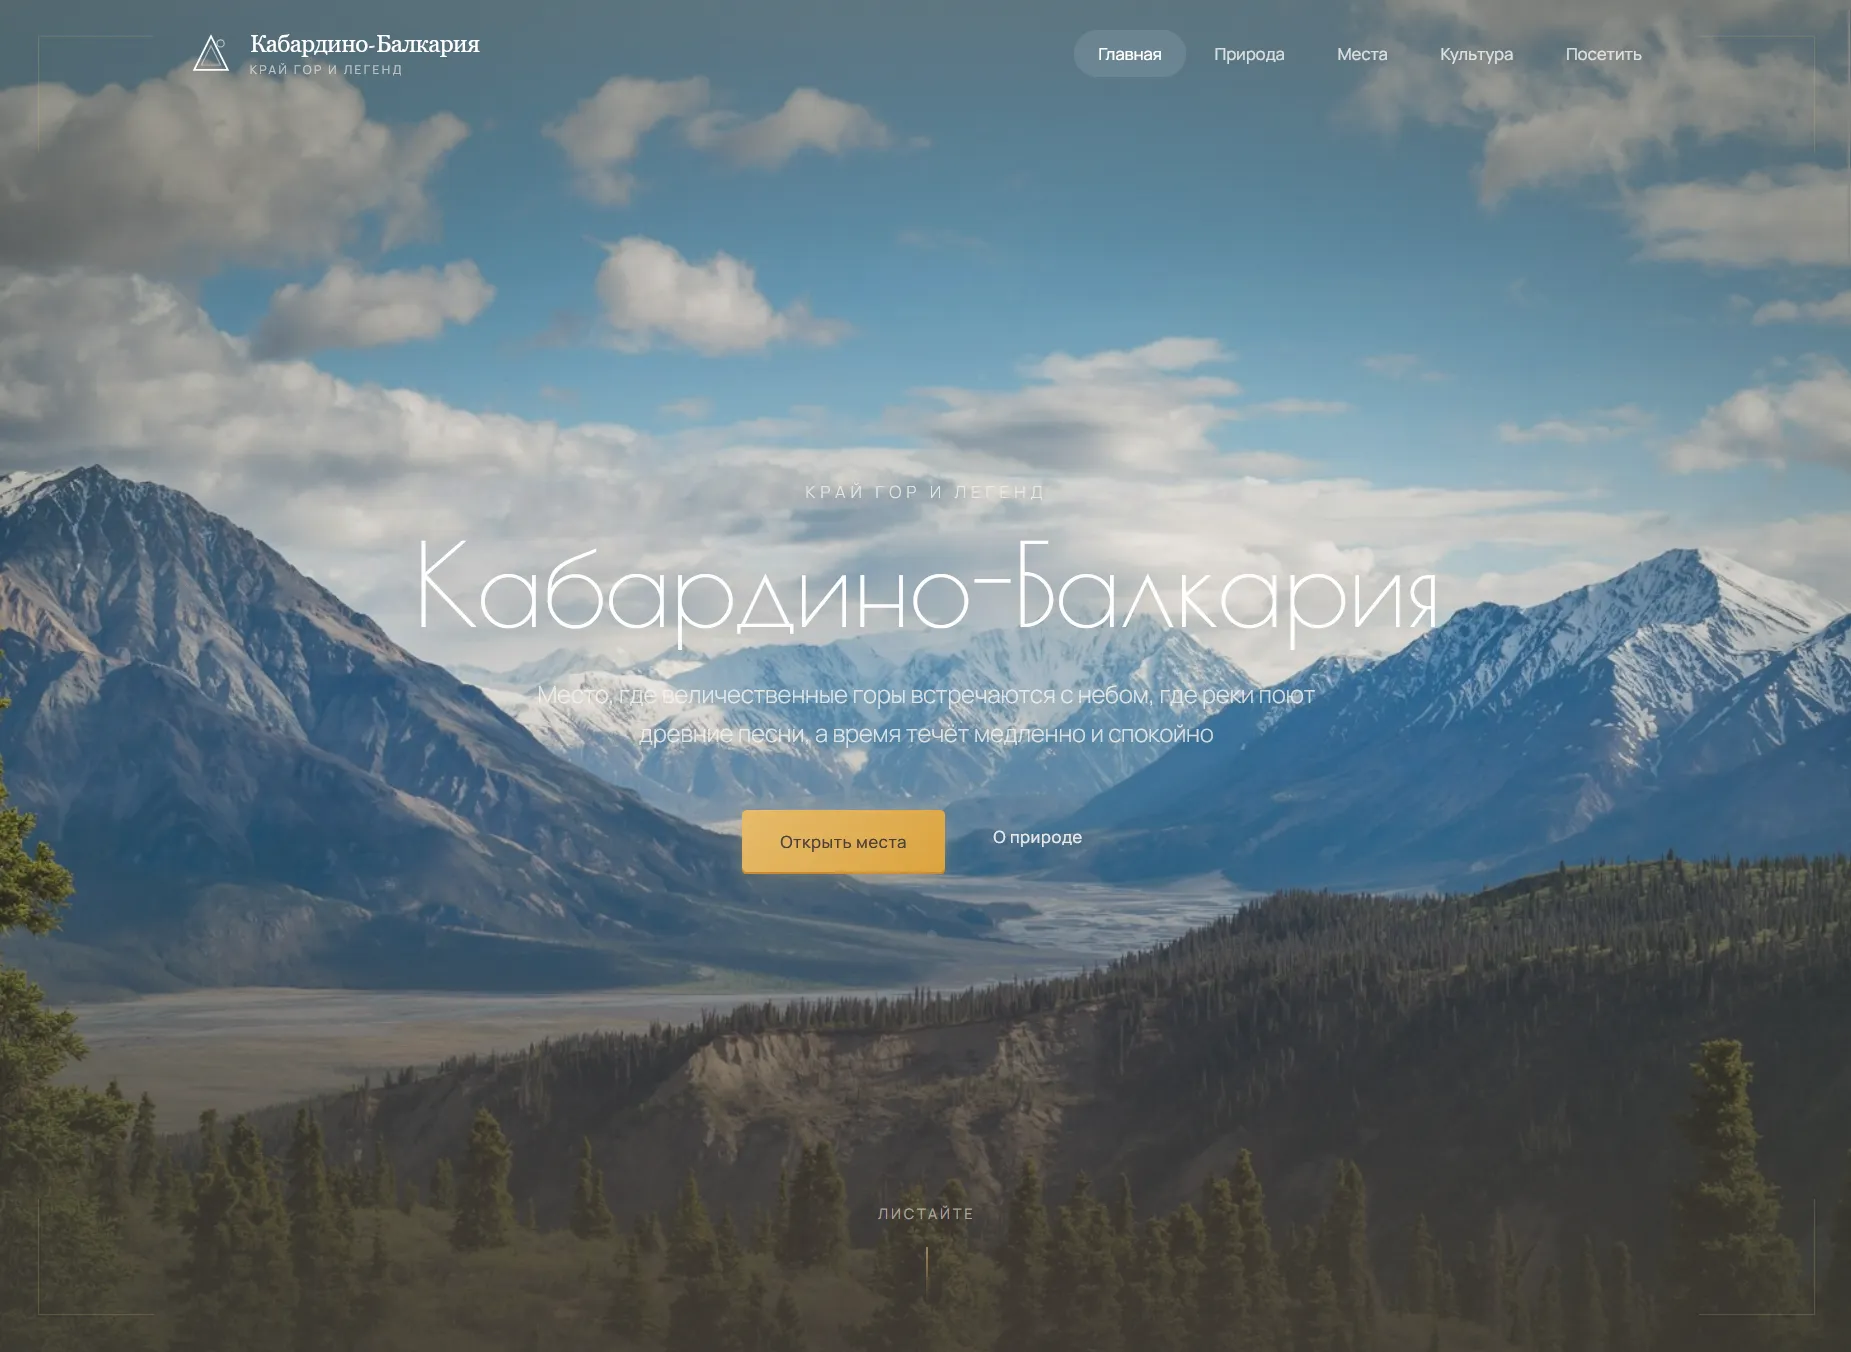 Кабардино-Балкария
КРАЙ ГОР И ЛЕГЕНД
Главная
Природа
Места
Культура
Посетить
КРАЙ ГОР И ЛЕГЕНД
Кабардино-Балкария
Место, где величественные горы встречаются с небом, где реки поют
древние песни, а время течёт медленно и спокойно
Открыть места
О природе
ЛИСТАЙТЕ